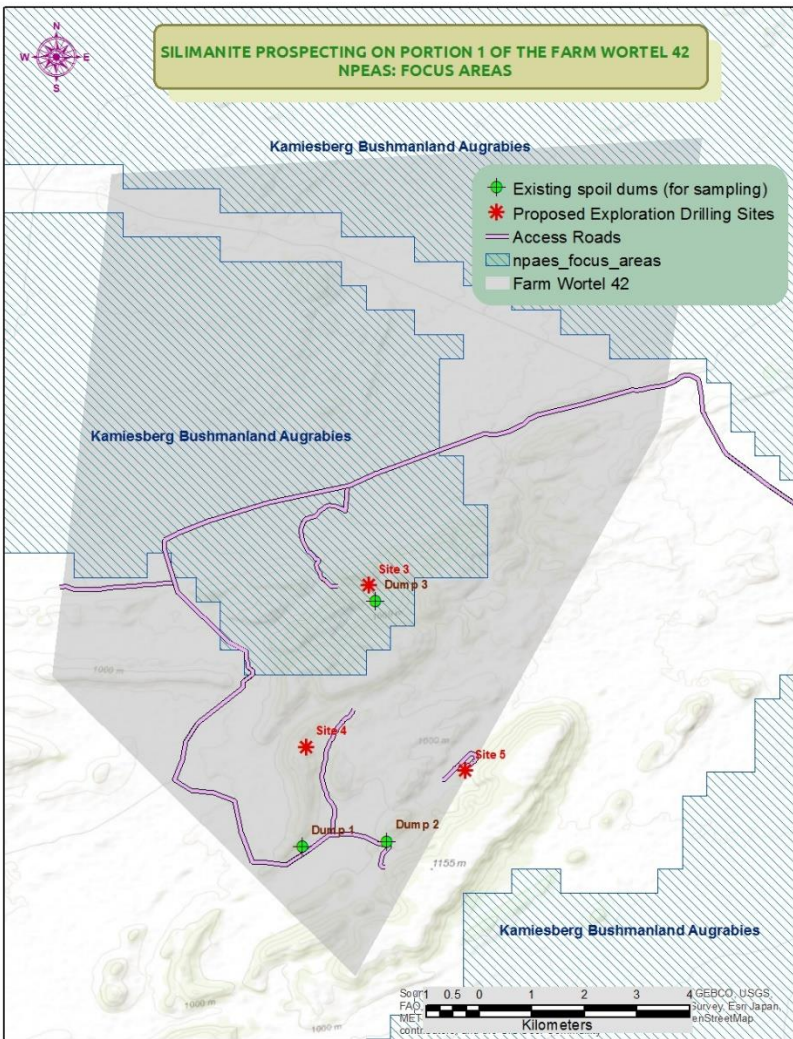 N
W E
S
SILIMANITE PROSPECTING ON PORTION 1 OF THE FARM WORTEL 42
NPEAS: FOCUS AREAS
Kamiesberg Bushmanland Augrabies
Existing spoil dums (for sampling)
Proposed Exploration Drilling Sites
Access Roads
npaes_focus_areas
Farm Wortel 42
Kamiesberg Bushmanland Augrabies
Site 3
Dump 3
1000 m
Site 4
Site 5
Dump 1
Dump 2
1155 m
Kamiesberg Bushmanland Augrabies
1000 m
1000 m
1 0.5 0 1 2 3 4
Kilometers
GEBCO, USGS,
FAO,
Survey, Esri Japan,
MET